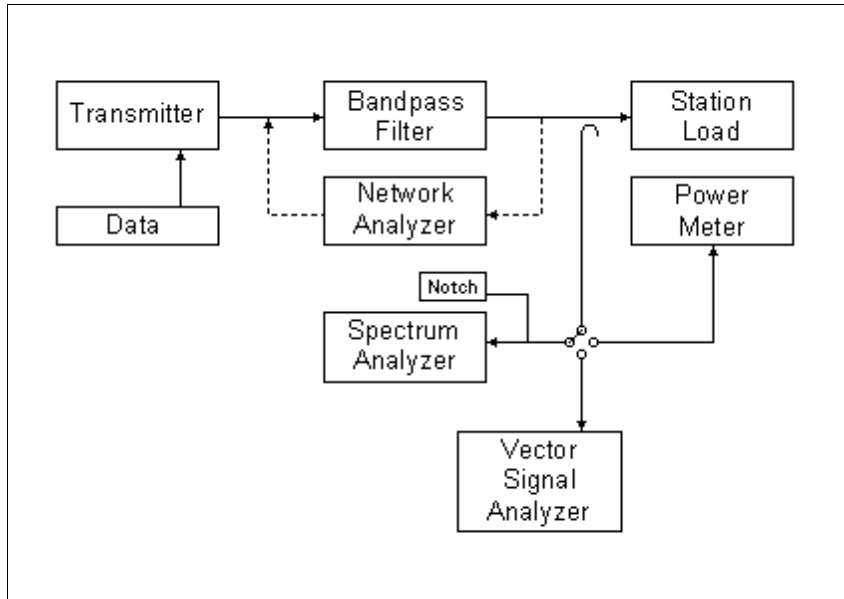 Transmitter
Bandpass
Filter
Station
Load
Data
Network
Analyzer
Power
Meter
Notch
Spectrum
Analyzer
Vector
Signal
Analyzer